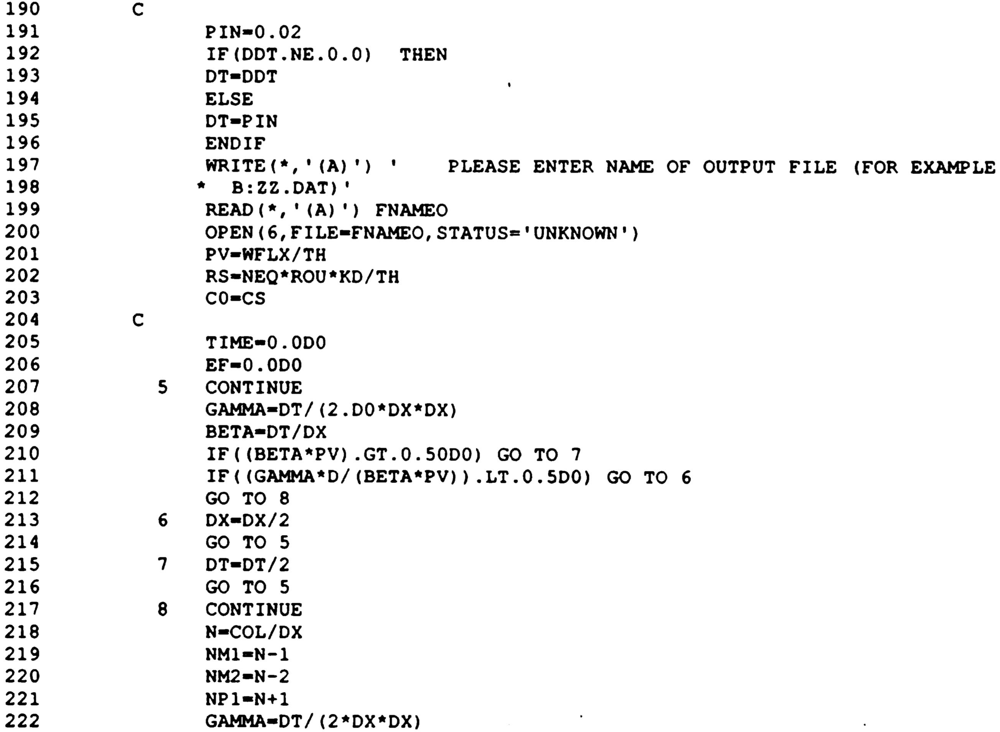 190 C
191 PIN=0.02
192 IF(DDT.NE.0.0) THEN
193 DT=DDT
194 ELSE
195 DT=PIN
196 ENDIF
197 WRITE(*,'(A)') ' PLEASE ENTER NAME OF OUTPUT FILE (FOR EXAMPLE
198 * B:ZZ.DAT)'
199 READ(*,'(A)') FNAMEO
200 OPEN(6,FILE=FNAMEO,STATUS='UNKNOWN')
201 PV=WFLX/TH
202 RS=NEQ*ROU*KD/TH
203 C0=CS
204 C
205 TIME=0.0D0
206 EF=0.0D0
207 5 CONTINUE
208 GAMMA=DT/(2.D0*DX*DX)
209 BETA=DT/DX
210 IF((BETA*PV).GT.0.50D0) GO TO 7
211 IF((GAMMA*D/(BETA*PV)).LT.0.5D0) GO TO 6
212 GO TO 8
213 6 DX=DX/2
214 GO TO 5
215 7 DT=DT/2
216 GO TO 5
217 8 CONTINUE
218 N=COL/DX
219 NM1=N-1
220 NM2=N-2
221 NP1=N+1
222 GAMMA=DT/(2*DX*DX)